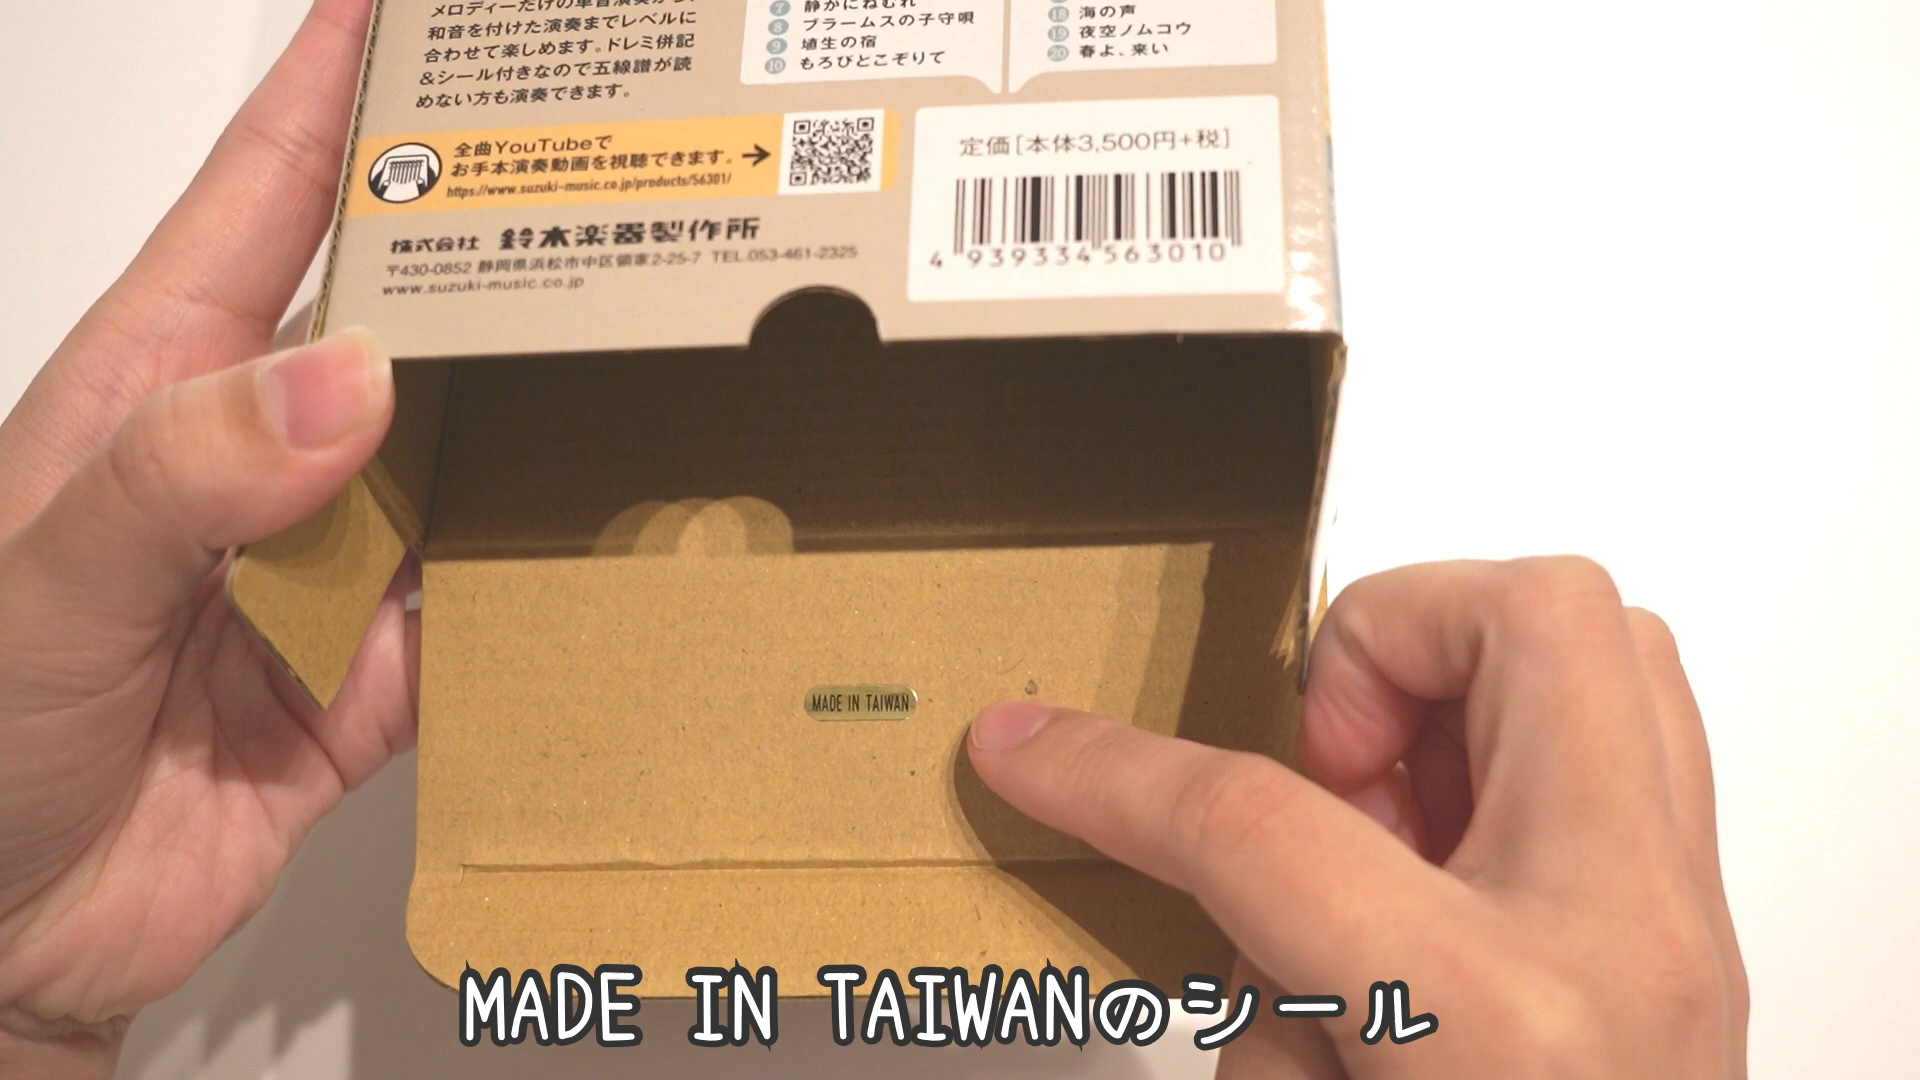 メロディーだけの単音演奏から、
和音を付けた演奏までレベルに
合わせて楽しめます。ドレミ併記
&シール付きなので五線譜が読
めない方も演奏できます。
7 静かにねむれ
8 ブラームスの子守唄
9 埴生の宿
10 もろびとこぞりて
18 海の声
19 夜空ノムコウ
20 春よ、来い
全曲YouTubeで
お手本演奏動画を視聴できます。→
https://www.suzuki-music.co.jp/products/56301/
定価[本体3,500円+税]
4 939334 563010
株式会社 鈴木楽器製作所
〒430-0852 静岡県浜松市中区領家2-25-7 TEL.053-461-2325
www.suzuki-music.co.jp
MADE IN TAIWAN
MADE IN TAIWANのシール